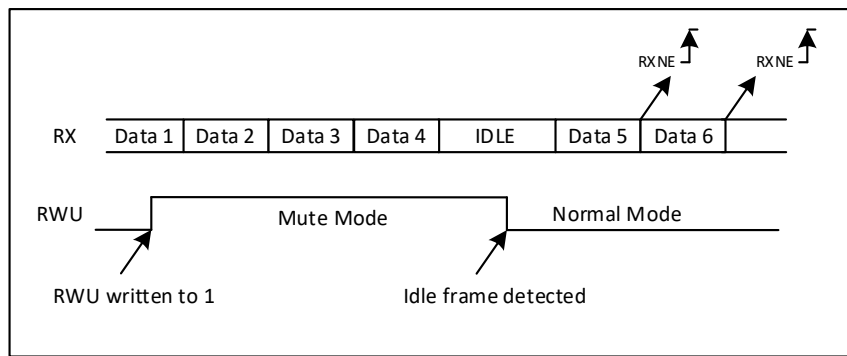 RXNE RXNE
RX Data 1 Data 2 Data 3 Data 4 IDLE Data 5 Data 6
RWU Mute Mode Normal Mode
RWU written to 1 Idle frame detected